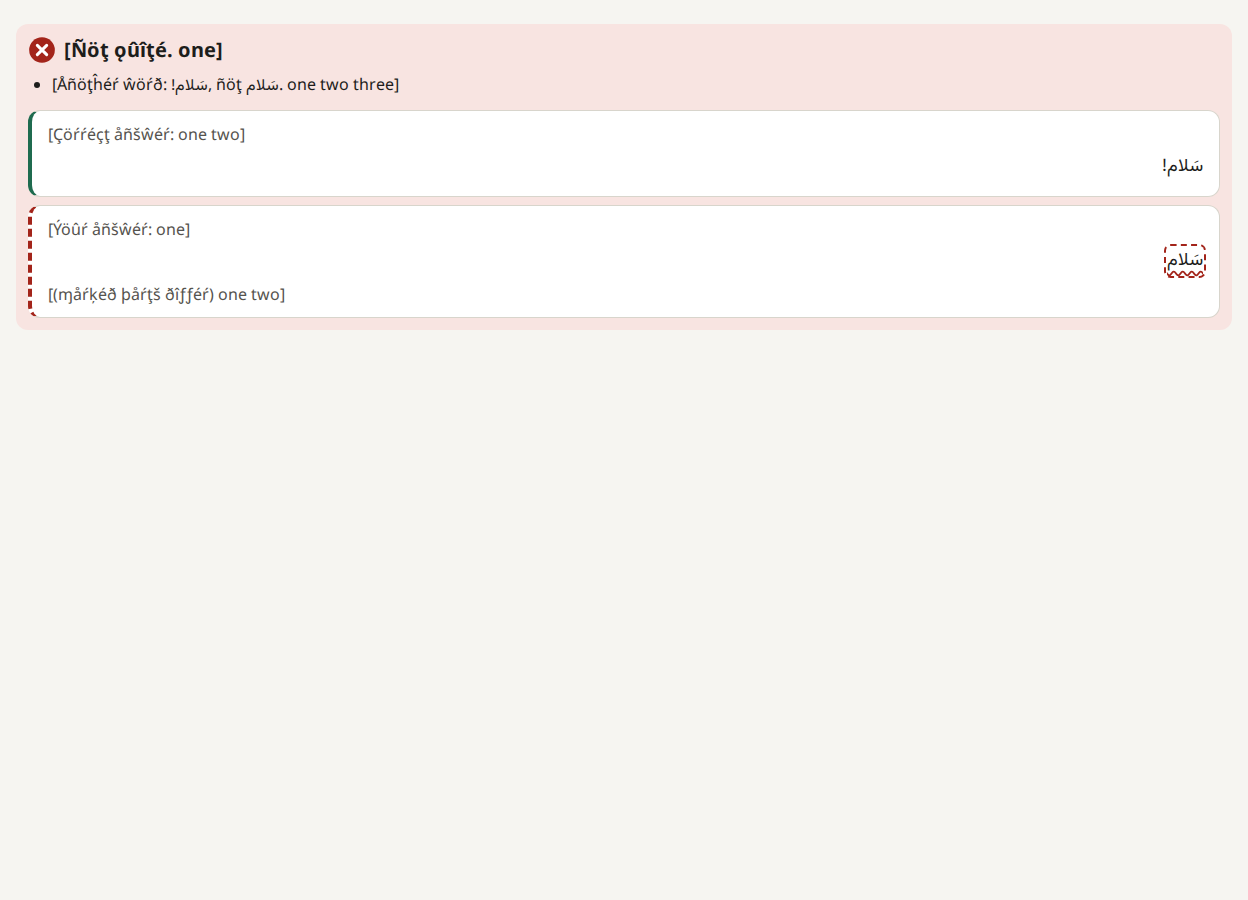 [Ñöţ ǫûîţé. one]
[Åñöţĥéŕ ŵöŕð: سَلام!, ñöţ سَلام. one two three]
[Çöŕŕéçţ åñšŵéŕ: one two]
سَلام!
[Ýöûŕ åñšŵéŕ: one]
سَلام
[(ɱåŕķéð þåŕţš ðîƒƒéŕ) one two]